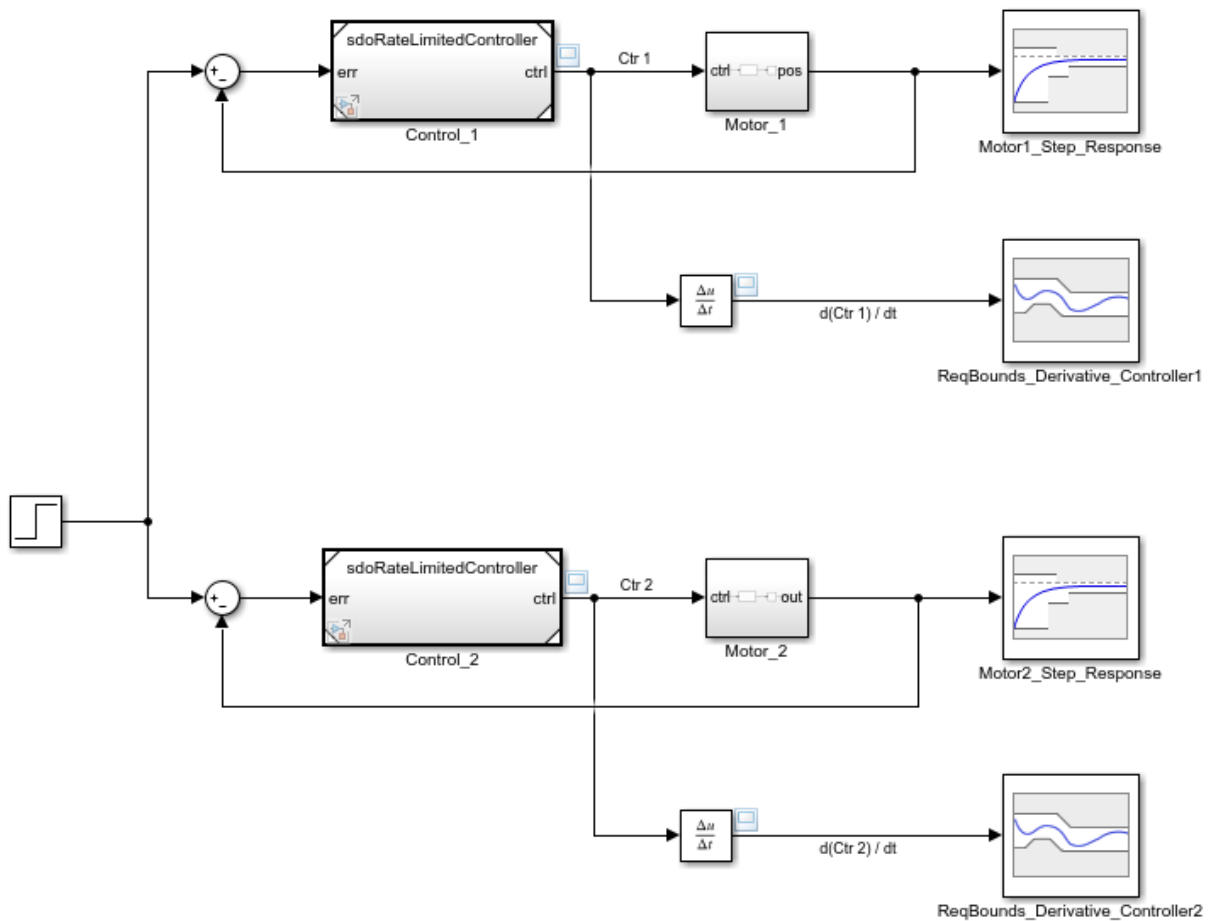 sdoRateLimitedController
err
ctrl
Control_1
Ctr 1
ctrl
pos
Motor_1
Motor1_Step_Response
Δu
Δt
d(Ctr 1) / dt
ReqBounds_Derivative_Controller1
sdoRateLimitedController
err
ctrl
Control_2
Ctr 2
ctrl
out
Motor_2
Motor2_Step_Response
Δu
Δt
d(Ctr 2) / dt
ReqBounds_Derivative_Controller2